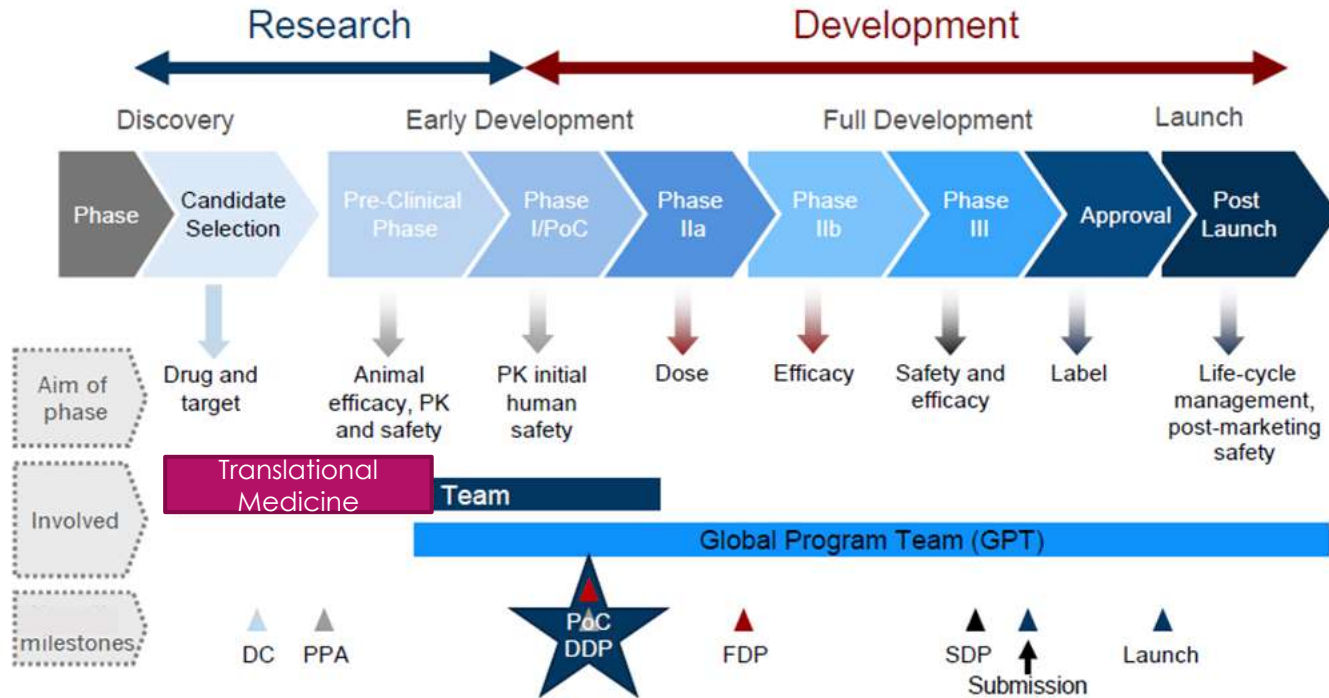 Research
Development
Discovery
Early Development
Full Development
Launch
Phase
Candidate
Selection
Pre-Clinical
Phase
Phase
I/PoC
Phase
IIa
Phase
IIb
Phase
III
Approval
Post
Launch
Aim of
phase
Drug and
target
Animal
efficacy, PK
and safety
PK initial
human
safety
Dose
Efficacy
Safety and
efficacy
Label
Life-cycle
management,
post-marketing
safety
Involved
Translational
Medicine
Team
Global Program Team (GPT)
milestones
DC
PPA
PoC
DDP
FDP
SDP
Submission
Launch